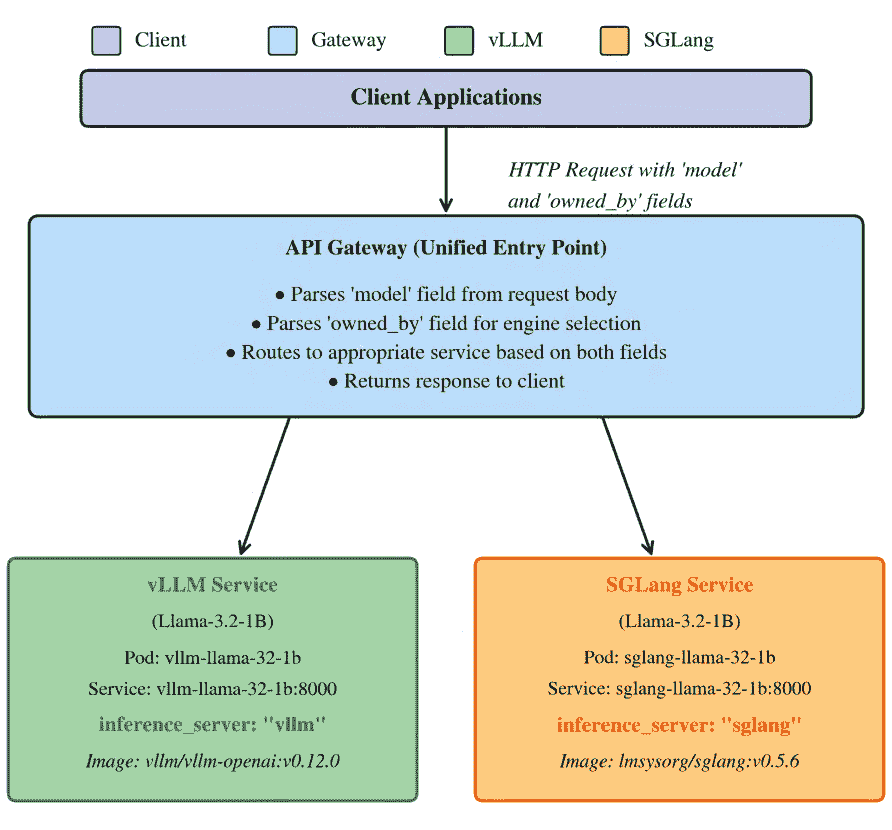 Client
Gateway
vLLM
SGLang
Client Applications
HTTP Request with 'model'
and 'owned_by' fields
API Gateway (Unified Entry Point)
● Parses 'model' field from request body
● Parses 'owned_by' field for engine selection
● Routes to appropriate service based on both fields
● Returns response to client
vLLM Service
(Llama-3.2-1B)
Pod: vllm-llama-32-1b
Service: vllm-llama-32-1b:8000
inference_server: "vllm"
Image: vllm/vllm-openai:v0.12.0
SGLang Service
(Llama-3.2-1B)
Pod: sglang-llama-32-1b
Service: sglang-llama-32-1b:8000
inference_server: "sglang"
Image: lmsysorg/sglang:v0.5.6